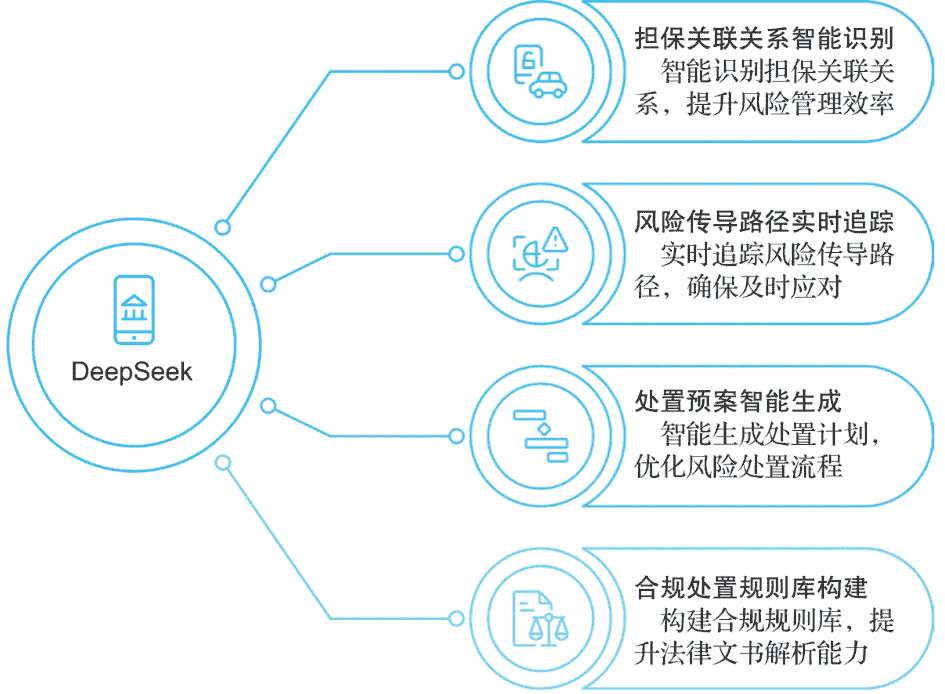 担保关联关系智能识别
智能识别担保关联关
系，提升风险管理效率
风险传导路径实时追踪
实时追踪风险传导路
径，确保及时应对
DeepSeek
处置预案智能生成
智能生成处置计划，
优化风险处置流程
合规处置规则库构建
构建合规规则库，提
升法律文书解析能力